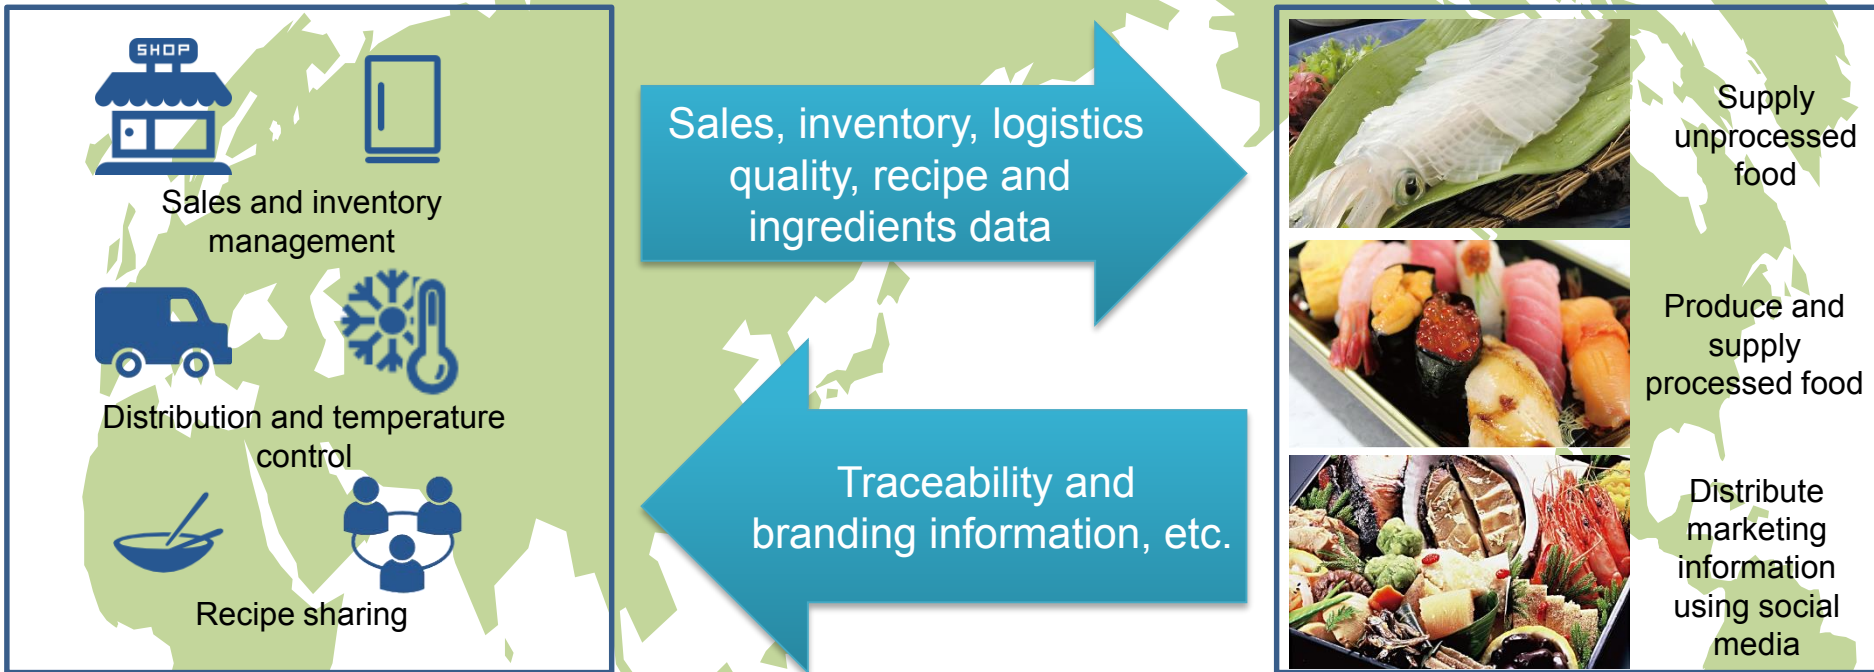 SHOP
Sales and inventory
management
Distribution and temperature
control
Recipe sharing
Sales, inventory, logistics
quality, recipe and
ingredients data
Traceability and
branding information, etc.
Supply
unprocessed
food
Produce and
supply
processed food
Distribute
marketing
information
using social
media